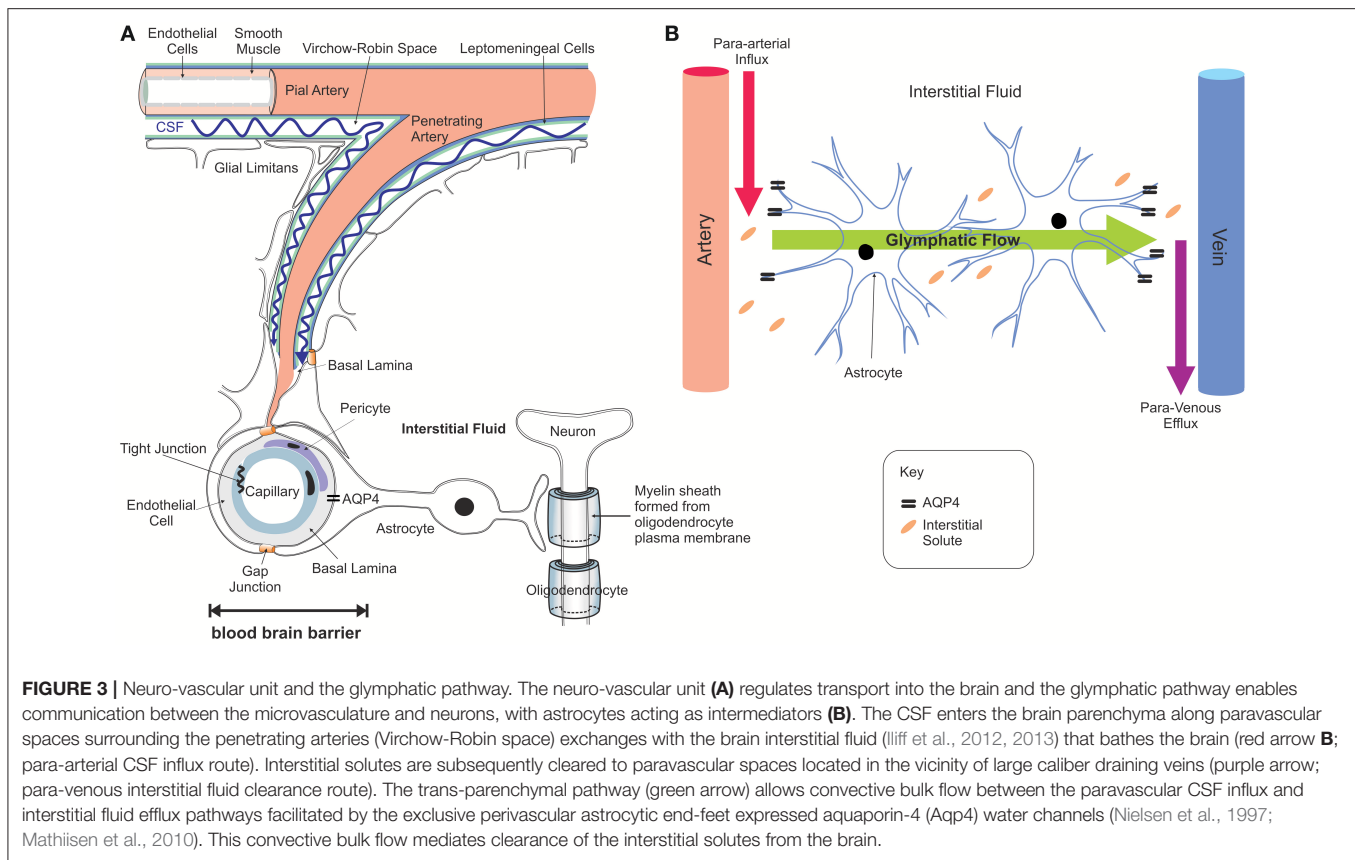 A
Endothelial
Cells
Smooth
Muscle
Virchow-Robin Space
Leptomeningeal Cells
Pial Artery
CSF
Penetrating
Artery
Glial Limitans
Basal Lamina
Pericyte
Interstitial Fluid
Neuron
Tight Junction
Capillary
AQP4
Endothelial
Cell
Astrocyte
Myelin sheath
formed from
oligodendrocyte
plasma membrane
Basal Lamina
Gap
Junction
Oligodendrocyte
blood brain barrier
B
Para-arterial
Influx
Interstitial Fluid
Artery
Glymphatic Flow
Vein
Astrocyte
Para-Venous
Efflux
Key
AQP4
Interstitial
Solute
FIGURE 3 | Neuro-vascular unit and the glymphatic pathway. The neuro-vascular unit (A) regulates transport into the brain and the glymphatic pathway enables
communication between the microvasculature and neurons, with astrocytes acting as intermediators (B). The CSF enters the brain parenchyma along paravascular
spaces surrounding the penetrating arteries (Virchow-Robin space) exchanges with the brain interstitial fluid (Iliff et al., 2012, 2013) that bathes the brain (red arrow B;
para-arterial CSF influx route). Interstitial solutes are subsequently cleared to paravascular spaces located in the vicinity of large caliber draining veins (purple arrow;
para-venous interstitial fluid clearance route). The trans-parenchymal pathway (green arrow) allows convective bulk flow between the paravascular CSF influx and
interstitial fluid efflux pathways facilitated by the exclusive perivascular astrocytic end-feet expressed aquaporin-4 (Aqp4) water channels (Nielsen et al., 1997;
Mathiisen et al., 2010). This convective bulk flow mediates clearance of the interstitial solutes from the brain.